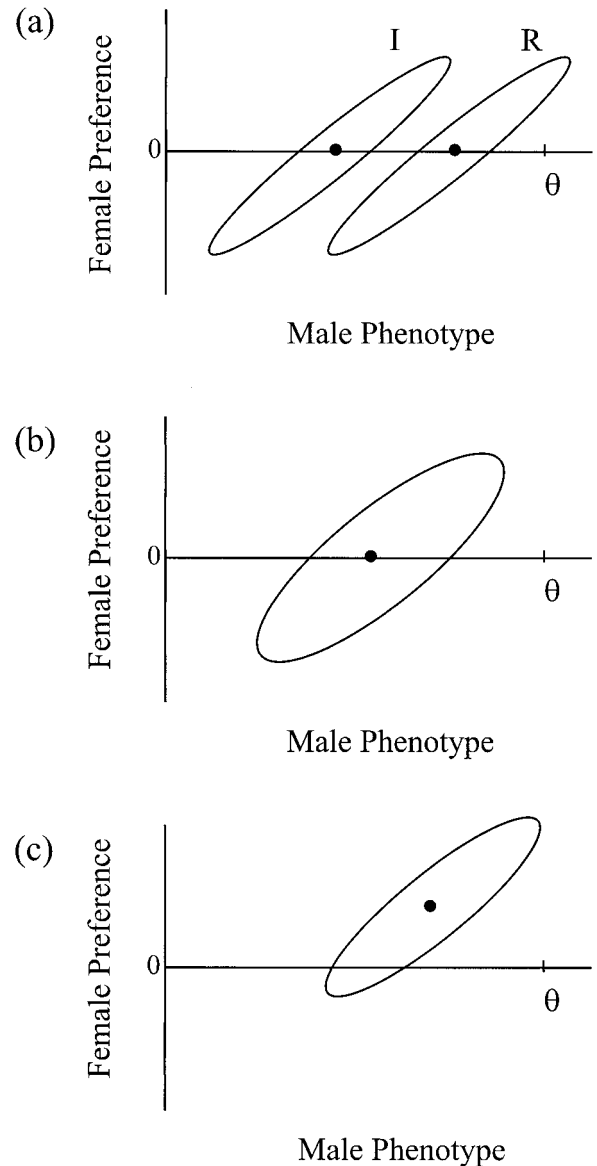 (a)
I R
Female Preference
0
θ
Male Phenotype
(b)
Female Preference
0
θ
Male Phenotype
(c)
Female Preference
0
θ
Male Phenotype